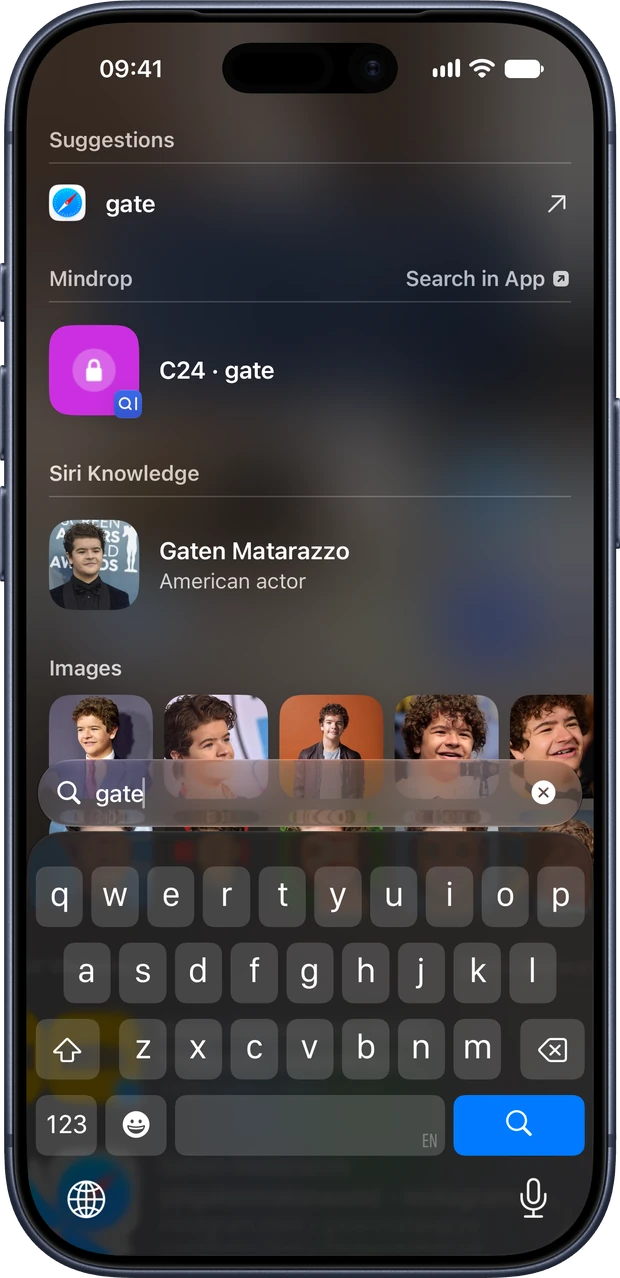 09:41
Suggestions
gate
Mindrop Search in App
C24 · gate
Siri Knowledge
Gaten Matarazzo
American actor
Images
gate
q w e r t y u i o p
a s d f g h j k l
z x c v b n m
123
EN